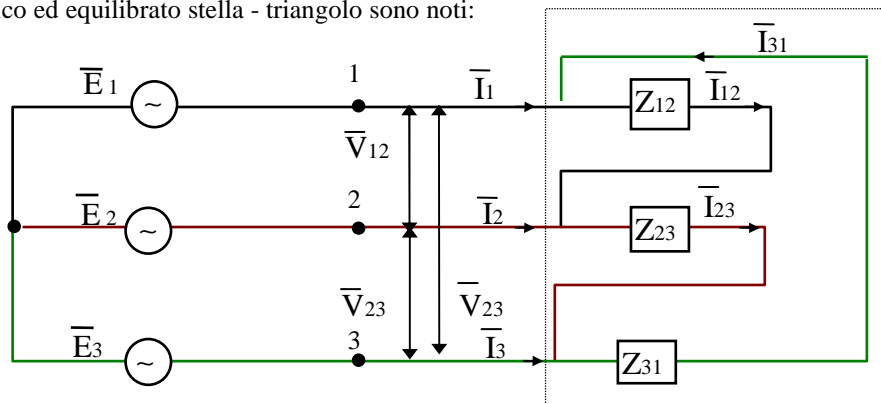 ico ed equilibrato stella - triangolo sono noti:
I31
E1 ~ 1 I1 Z12 I12
V12
E2 ~ 2 I2 Z23 I23
V23 V23
E3 ~ 3 I3 Z31